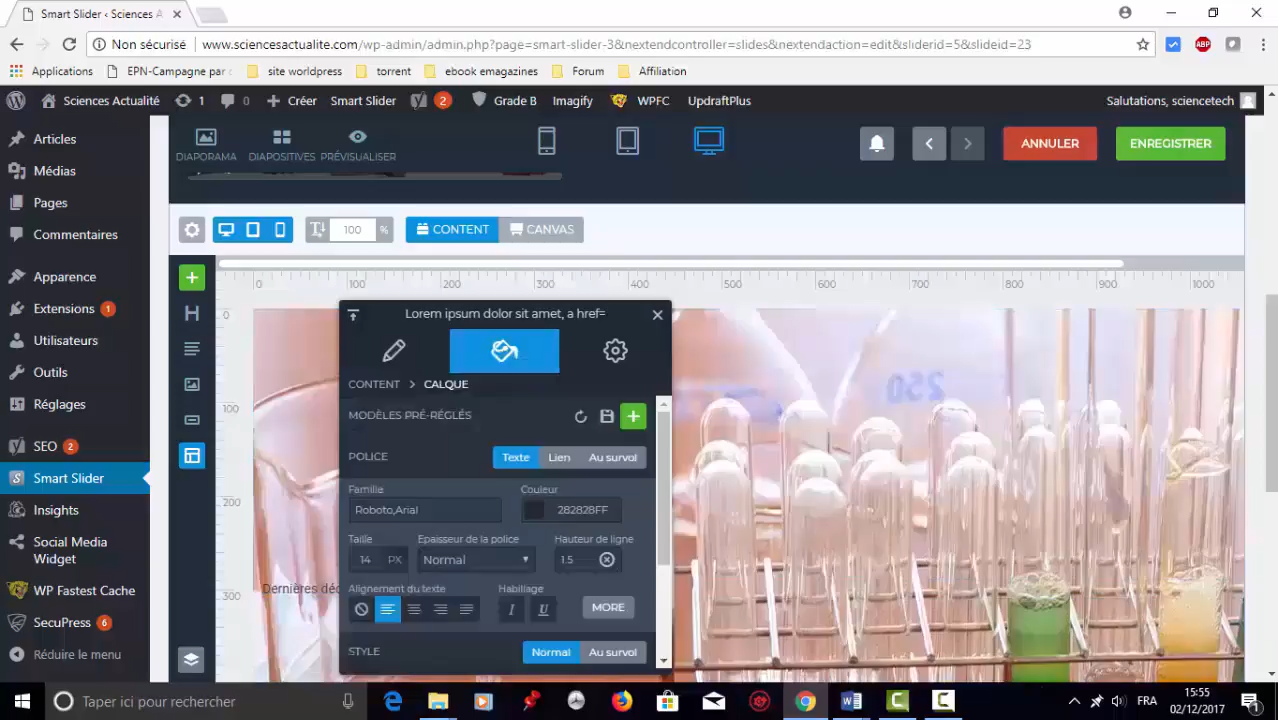 Smart Slider ‹ Sciences A
Non sécurisé www.sciencesactualite.com/wp-admin/admin.php?page=smart-slider-3&nextendcontroller=slides&nextendaction=edit&sliderid=5&slideid=23
ABP
Applications EPN-Campagne par site worldpress torrent ebook emagazines Forum Affiliation
Sciences Actualité 1 0 Créer Smart Slider 2 Grade B Imagify WPFC UpdraftPlus Salutations, sciencetech
DIAPORAMA DIAPOSITIVES PRÉVISUALISER ANNULER ENREGISTRER
100 % CONTENT CANVAS
0 100 200 300 400 500 600 700 800 900 1000
0
100
200
300
Articles
Médias
Pages
Commentaires
Apparence
Extensions 1
Utilisateurs
Outils
Réglages
SEO 2
Smart Slider
Insights
Social Media
Widget
WP Fastest Cache
SecuPress 6
Réduire le menu
H
Lorem ipsum dolor sit amet, a href=
CONTENT > CALQUE
MODÈLES PRÉ-RÉGLÉS
POLICE Texte Lien Au survol
Famille Couleur
Roboto,Arial 282828FF
Taille Epaisseur de la police Hauteur de ligne
14 PX Normal 1.5
Alignement du texte Habillage
I U MORE
STYLE Normal Au survol
Dernières déc
250
Taper ici pour rechercher
FRA
15:55
02/12/2017
1